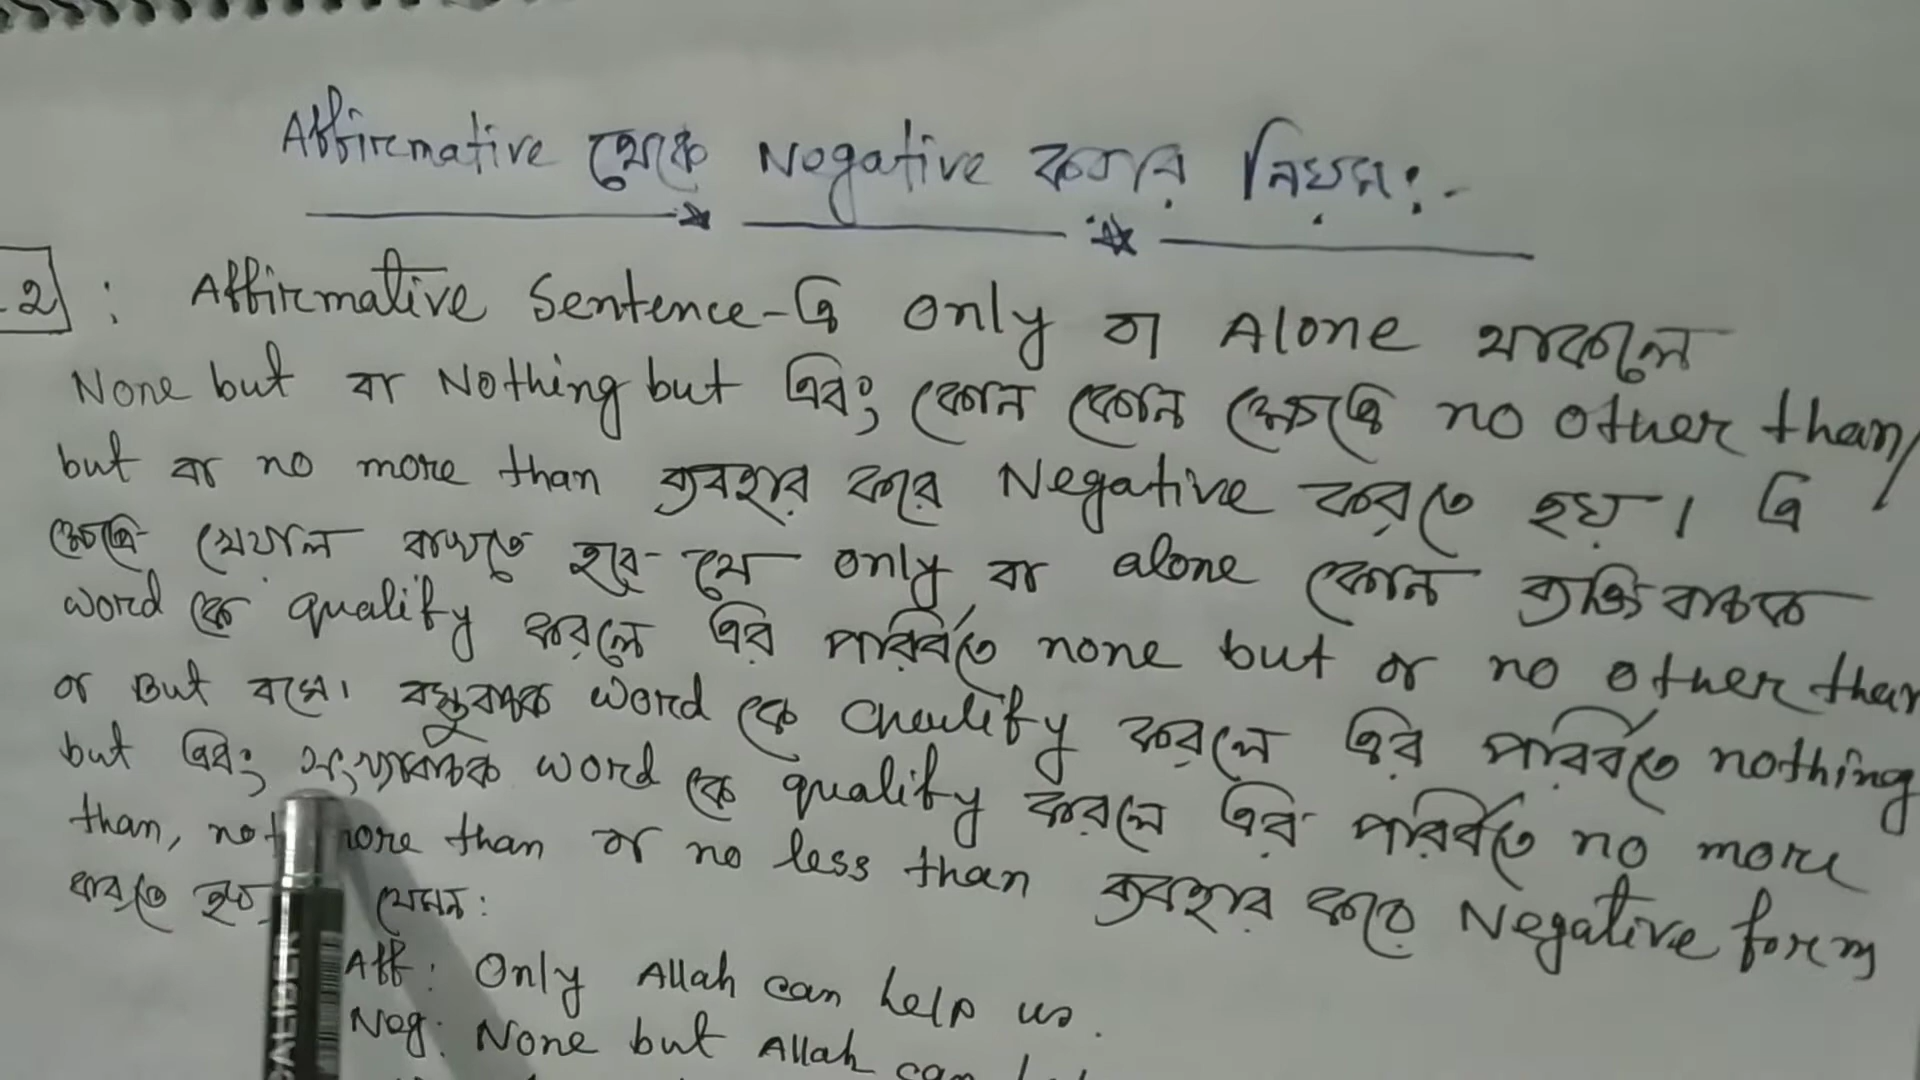 Affirmative থেকে Negative করার নিয়মঃ-
2 : Affirmative Sentence-এ only বা Alone থাকলে
None but বা Nothing but এবং কোন কোন ক্ষেত্রে no other than/
but বা no more than ব্যবহার করে Negative করতে হয়। এ
ক্ষেত্রে খেয়াল রাখতে হবে- যে only বা alone কোন ব্যক্তি বাচক
word কে qualify করলে এর পরিবর্তে none but or no other than
or But বসে। বস্তুবাচক word কে qualify করলে এর পরিবর্তে nothing
but এবং সংখ্যাবাচক word কে qualify করলে এর পরিবর্তে no more
than, not more than or no less than ব্যবহার করে Negative form
করতে হয় যেমন:
Aff: Only Allah can help us.
Neg: None but Allah can